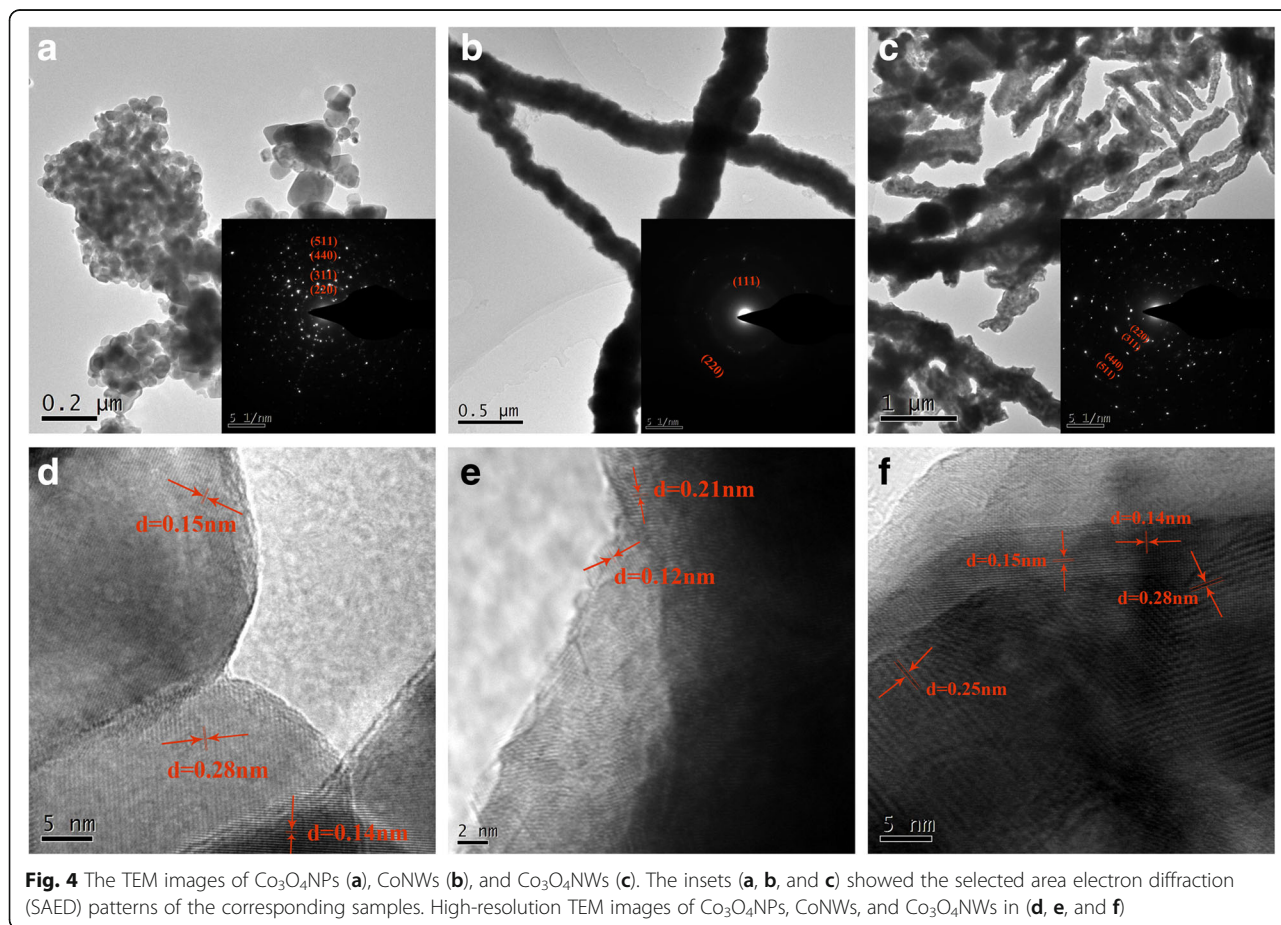 a
(511)
(440)
(311)
(220)
5 1/nm
0.2 µm
b
(111)
(220)
5 1/nm
0.5 µm
c
(220)
(311)
(440)
(511)
5 1/nm
1 µm
d
d=0.15nm
d=0.28nm
d=0.14nm
5 nm
e
d=0.21nm
d=0.12nm
2 nm
f
d=0.14nm
d=0.15nm
d=0.28nm
d=0.25nm
5 nm
Fig. 4 The TEM images of Co₃O₄NPs (a), CoNWs (b), and Co₃O₄NWs (c). The insets (a, b, and c) showed the selected area electron diffraction
(SAED) patterns of the corresponding samples. High-resolution TEM images of Co₃O₄NPs, CoNWs, and Co₃O₄NWs in (d, e, and f)